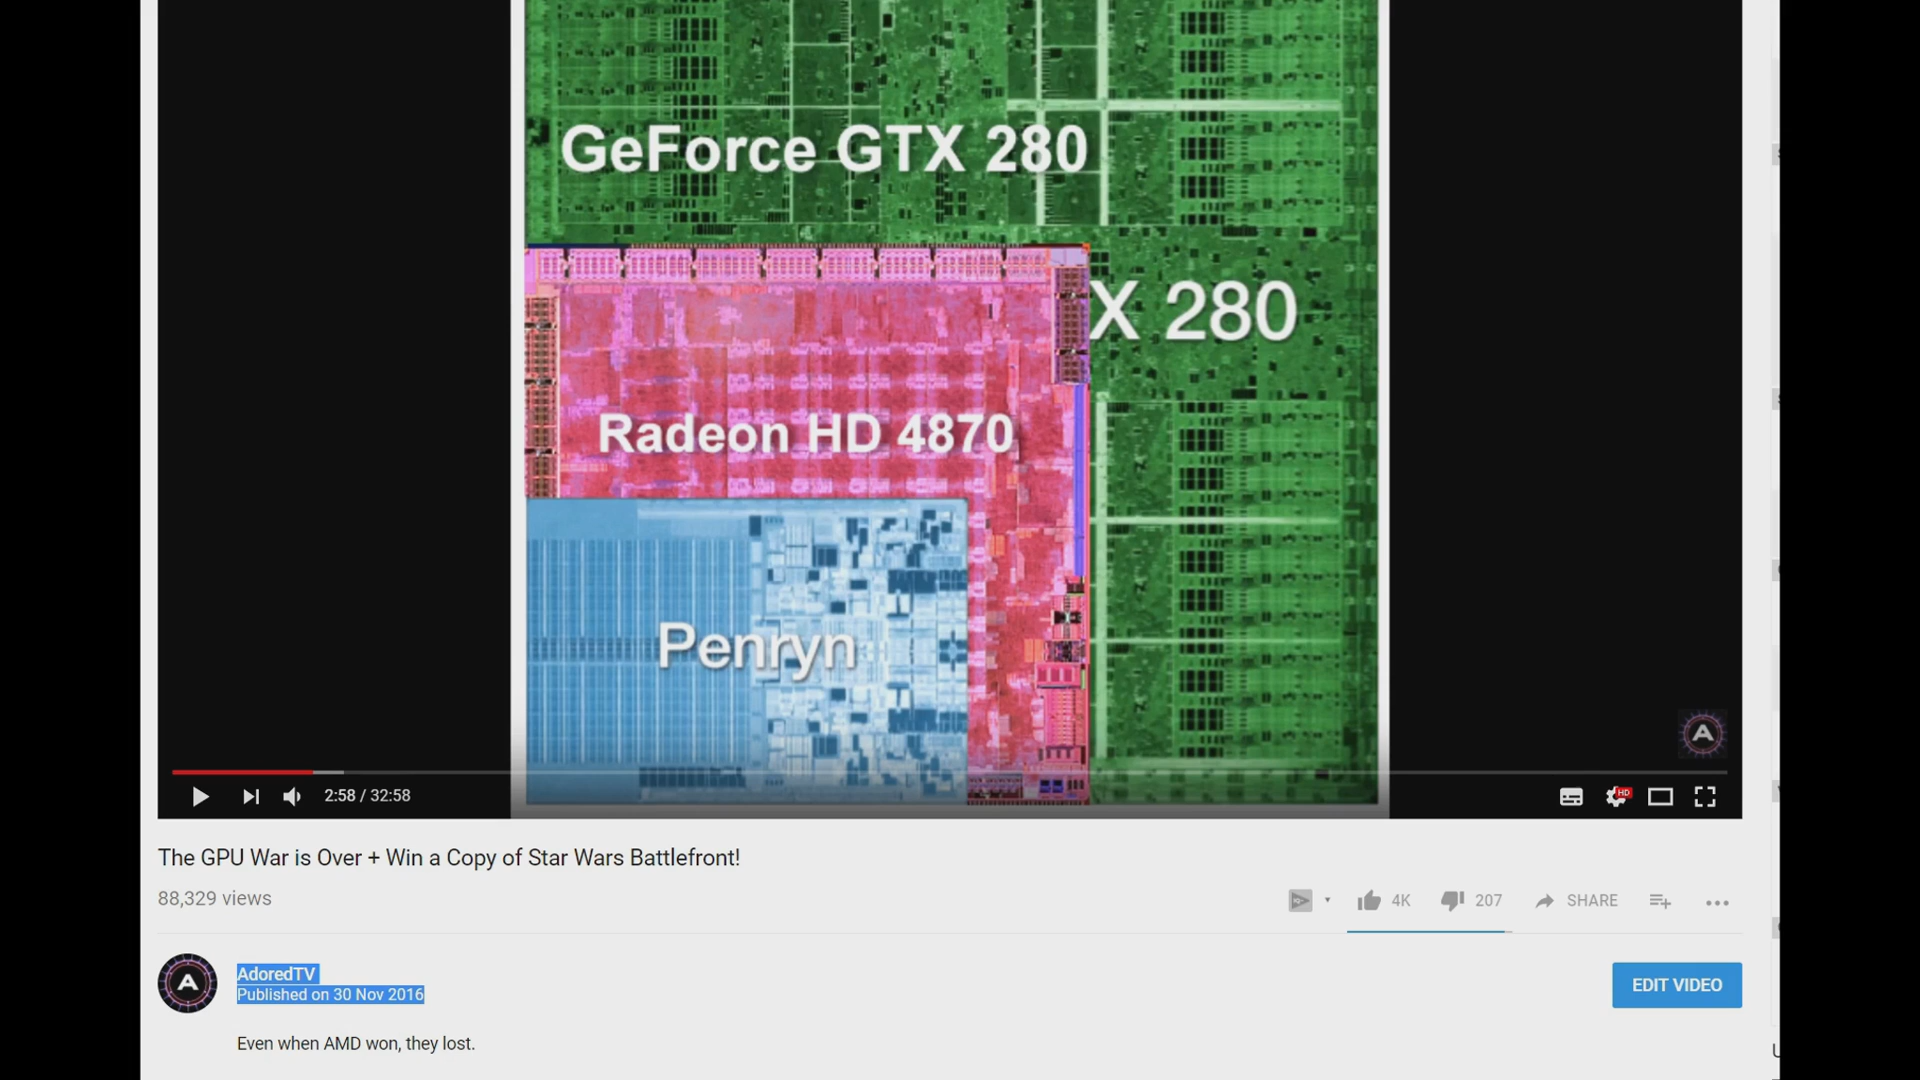 GeForce GTX 280
X 280
Radeon HD 4870
Penryn
A
2:58 / 32:58
HD
The GPU War is Over + Win a Copy of Star Wars Battlefront!
88,329 views
4K
207
SHARE
A
AdoredTV
Published on 30 Nov 2016
EDIT VIDEO
Even when AMD won, they lost.